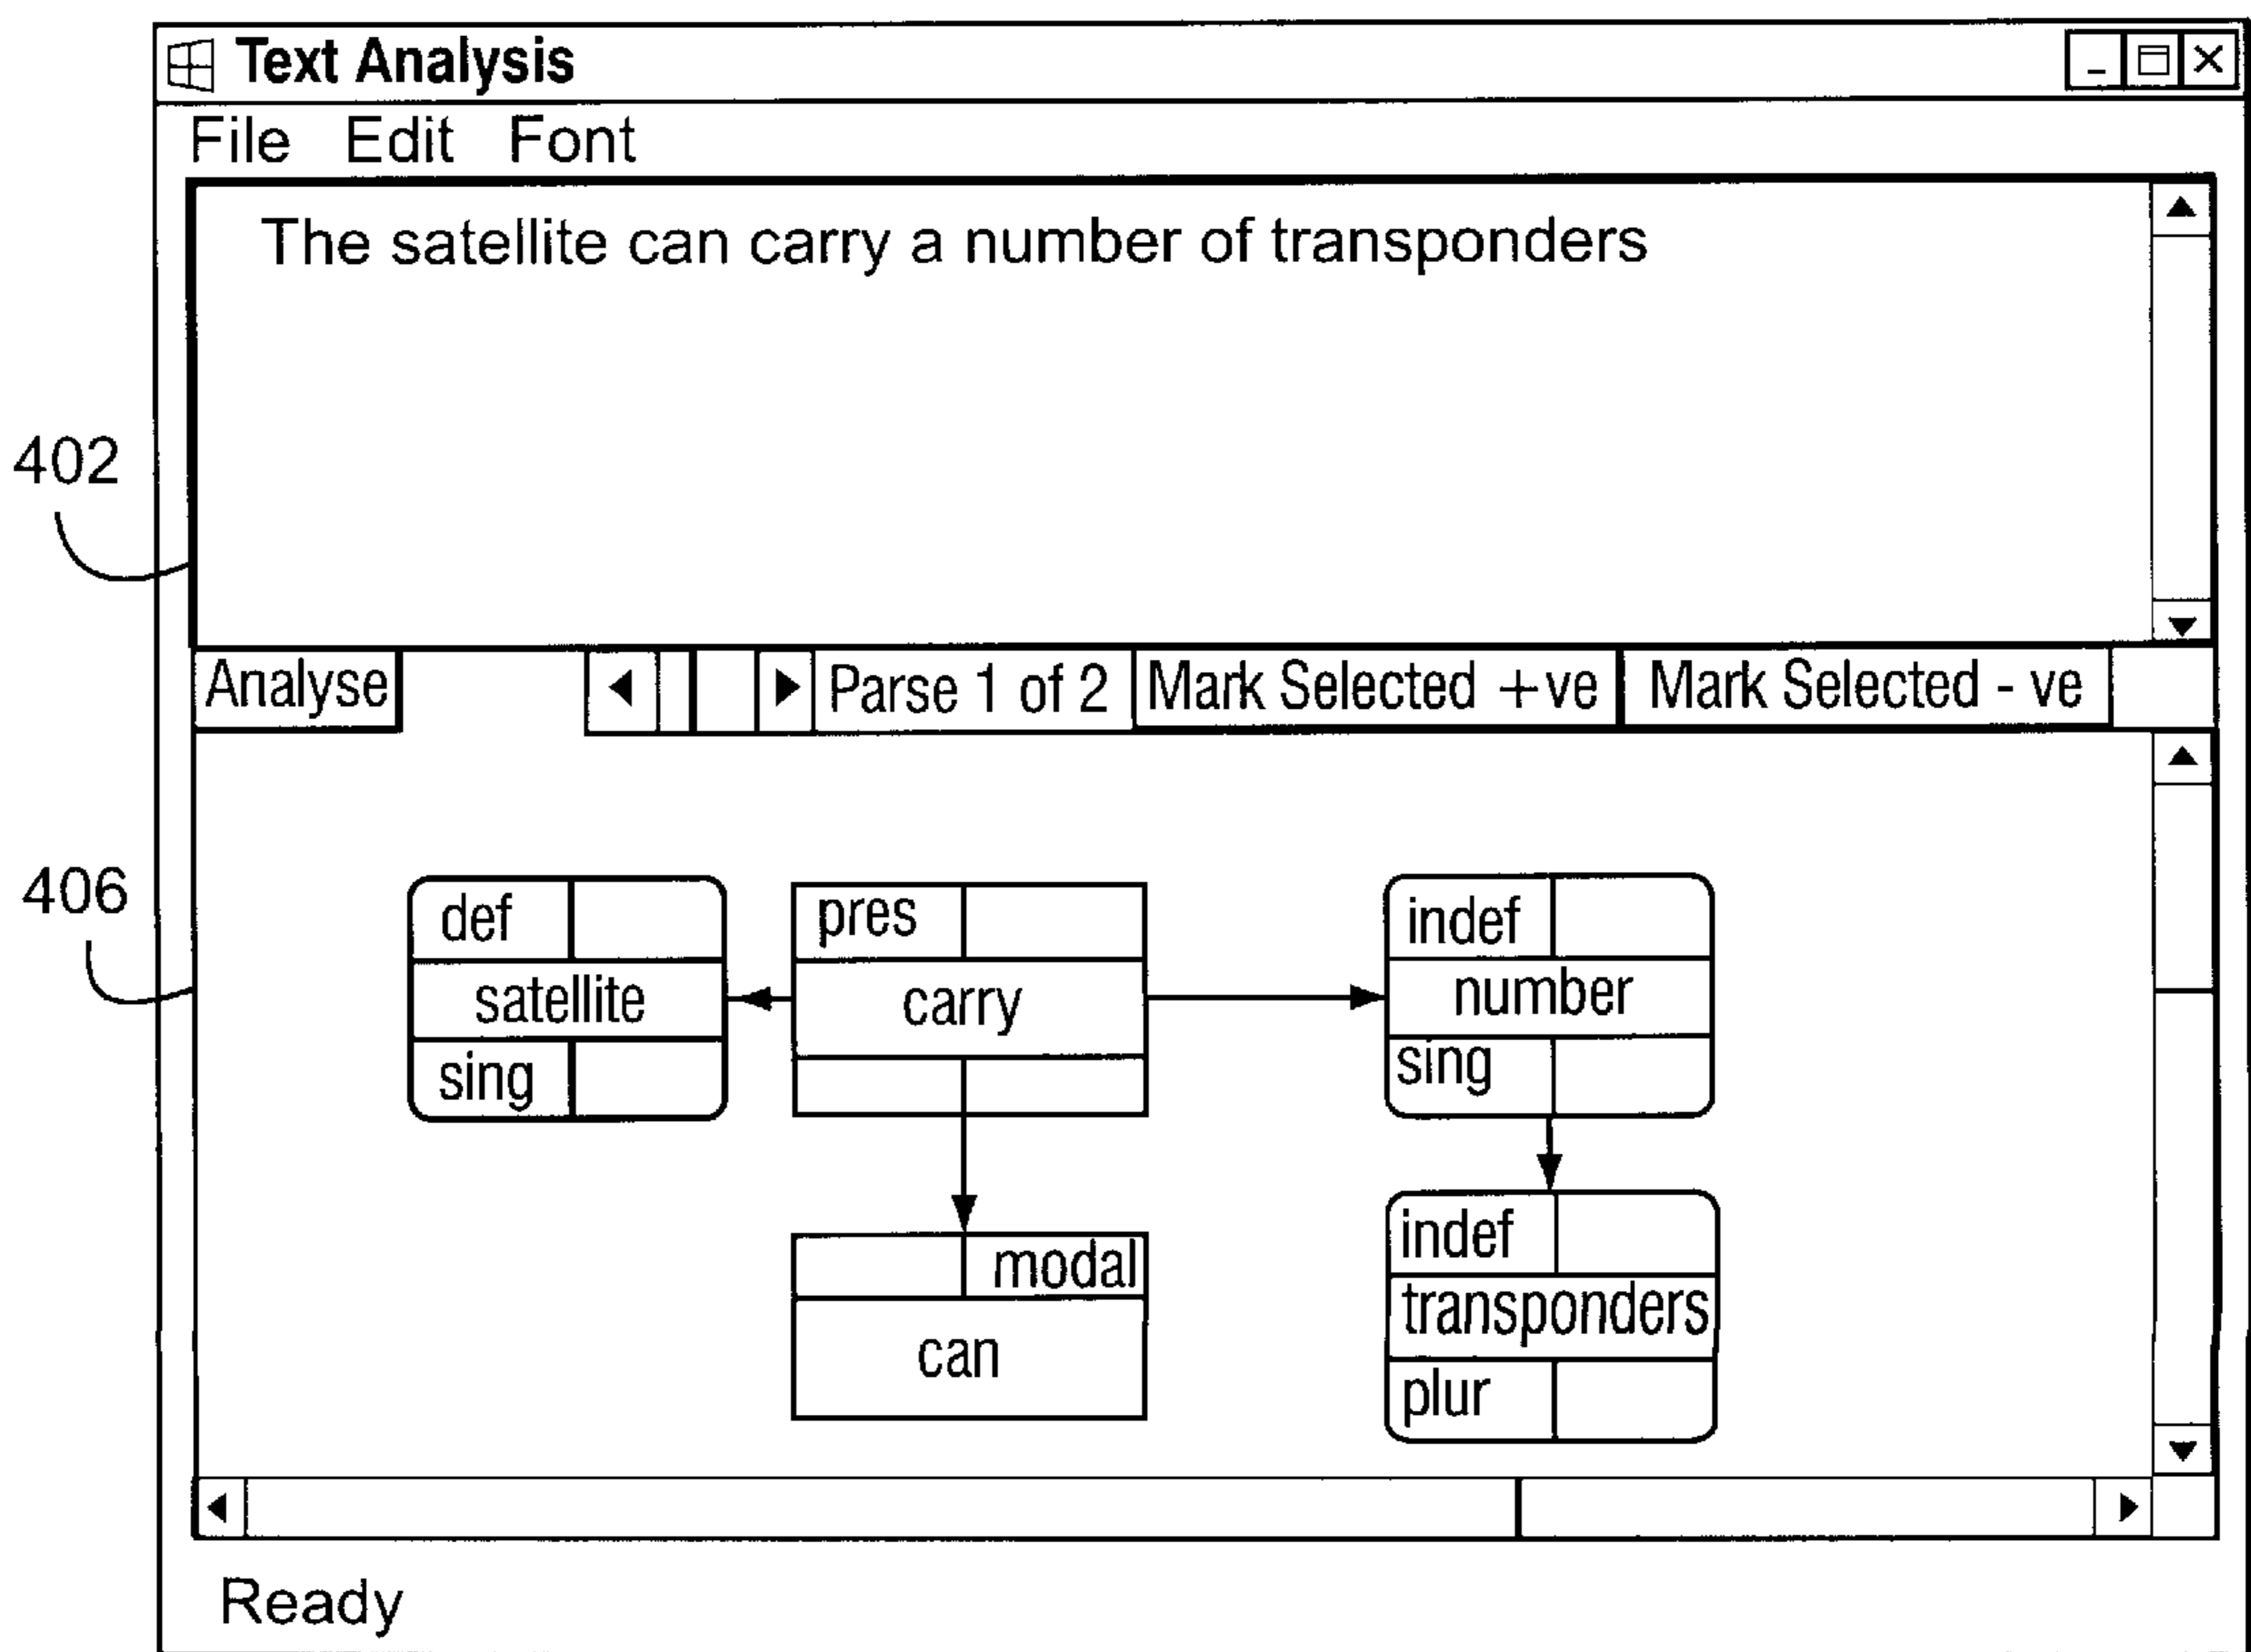 Text Analysis
File Edit Font
The satellite can carry a number of transponders
402
Analyse Parse 1 of 2 Mark Selected +ve Mark Selected - ve
406
def pres indef
satellite carry number
sing sing
modal indef
can transponders
plur
Ready